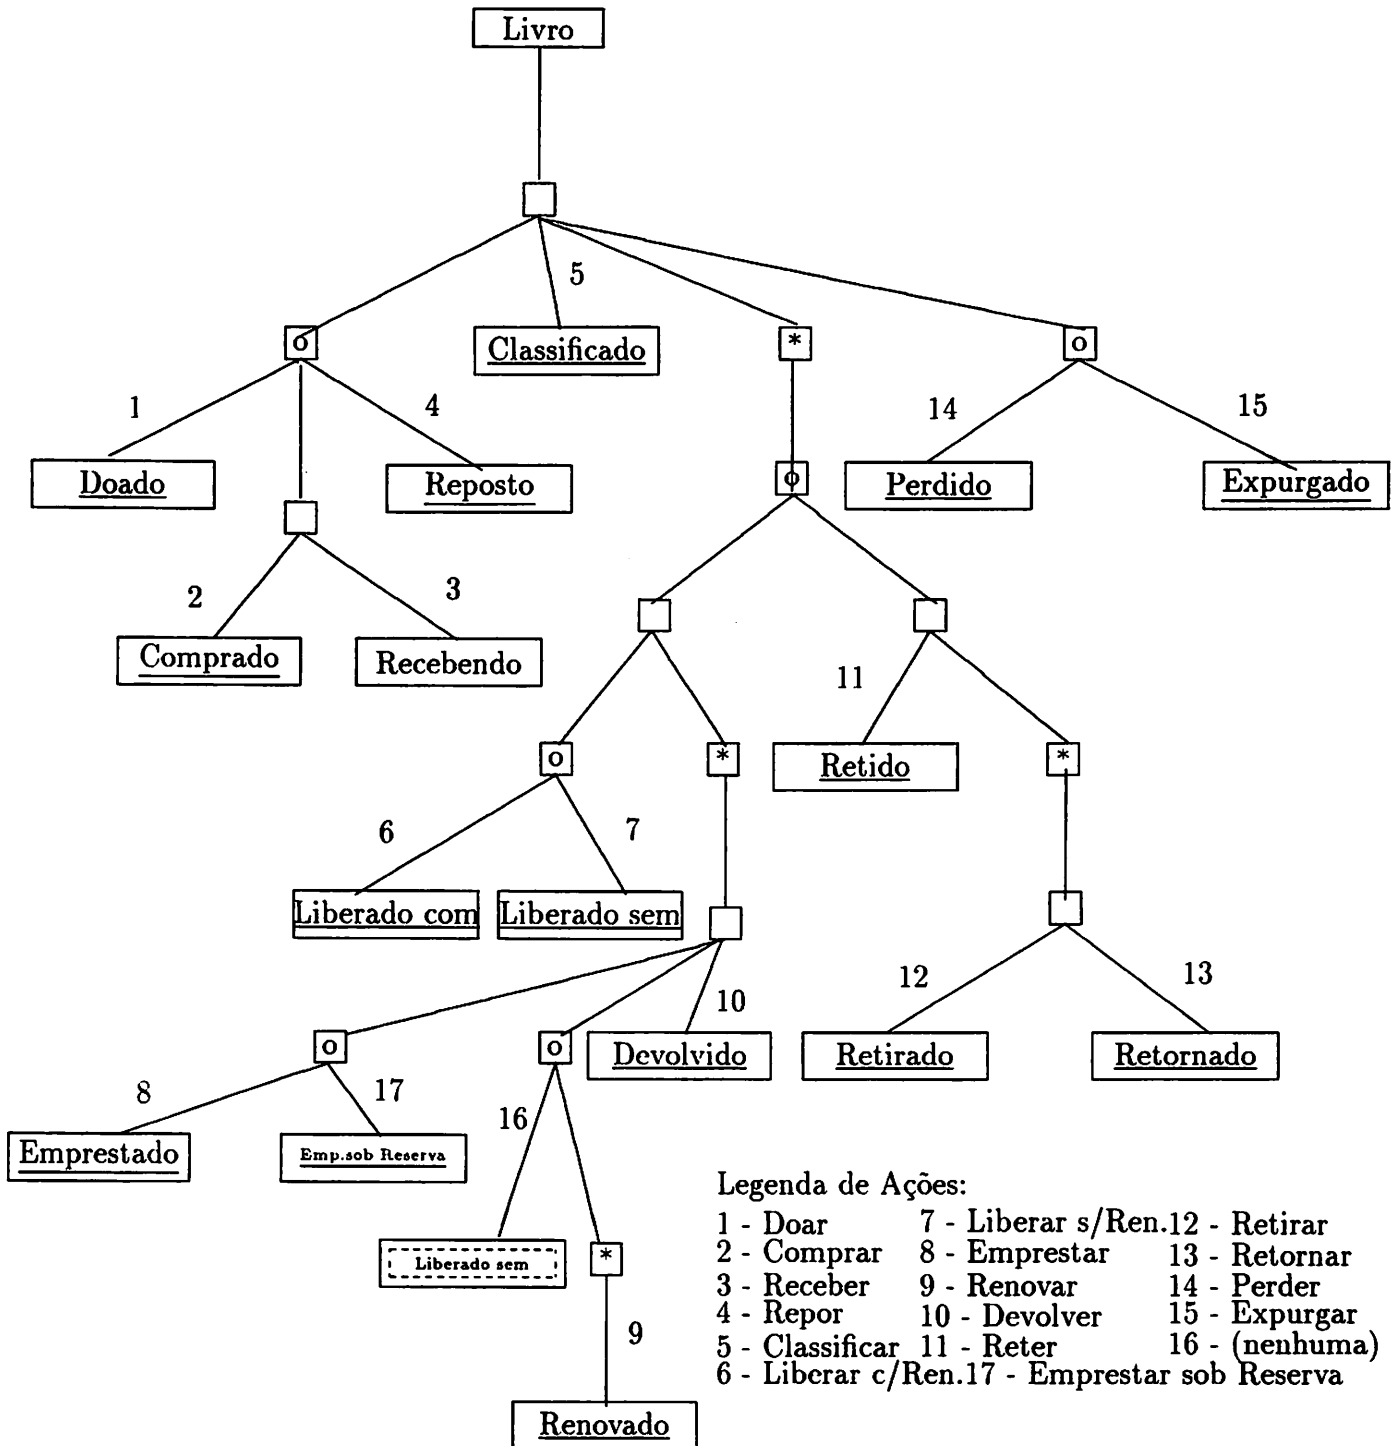 Livro
5
o
Classificado
*
o
1
4
14
15
Doado
Reposto
o
Perdido
Expurgado
2
3
Comprado
Recebendo
11
o
*
Retido
*
6
7
Liberado com
Liberado sem
12
13
10
o
o
Devolvido
Retirado
Retornado
8
17
16
Emprestado
Emp.sob Reserva
Liberado sem
*
9
Renovado
Legenda de Ações:
1 - Doar 7 - Liberar s/Ren.12 - Retirar
2 - Comprar 8 - Emprestar 13 - Retornar
3 - Receber 9 - Renovar 14 - Perder
4 - Repor 10 - Devolver 15 - Expurgar
5 - Classificar 11 - Reter 16 - (nenhuma)
6 - Liberar c/Ren.17 - Emprestar sob Reserva